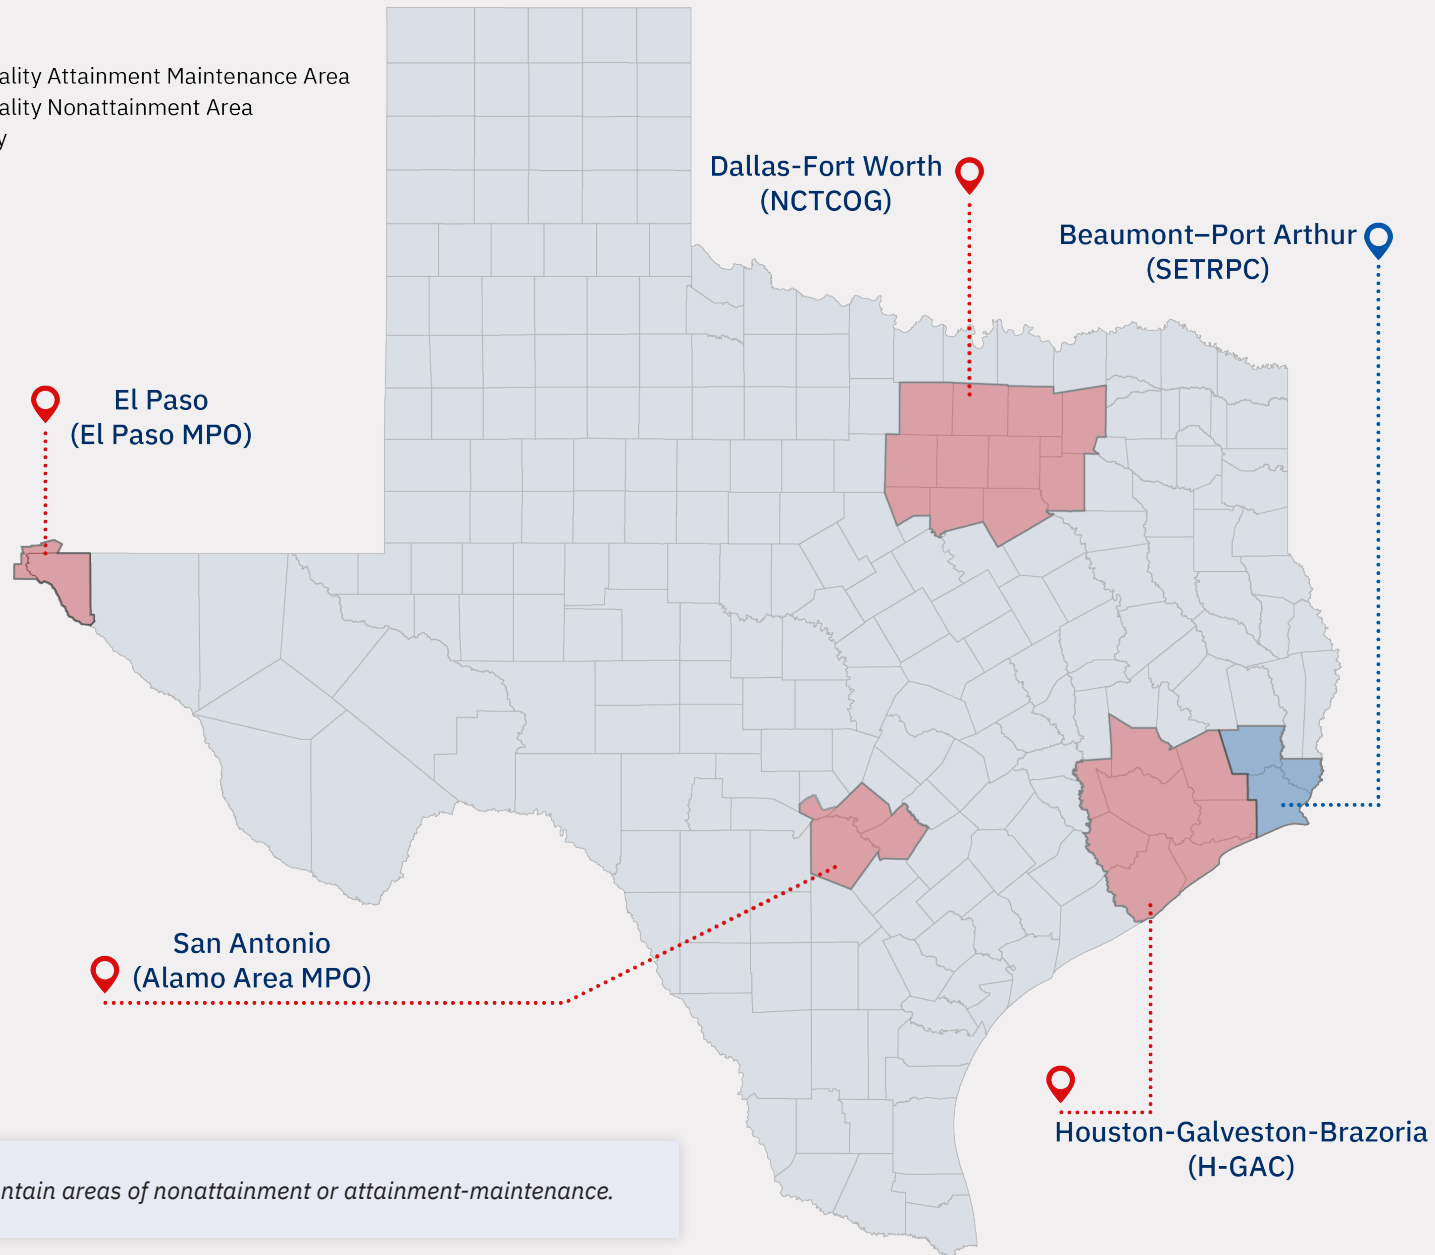 ality Attainment Maintenance Area
ality Nonattainment Area
y
Dallas-Fort Worth
(NCTCOG)
Beaumont–Port Arthur
(SETRPC)
El Paso
(El Paso MPO)
San Antonio
(Alamo Area MPO)
Houston-Galveston-Brazoria
(H-GAC)
ntain areas of nonattainment or attainment-maintenance.